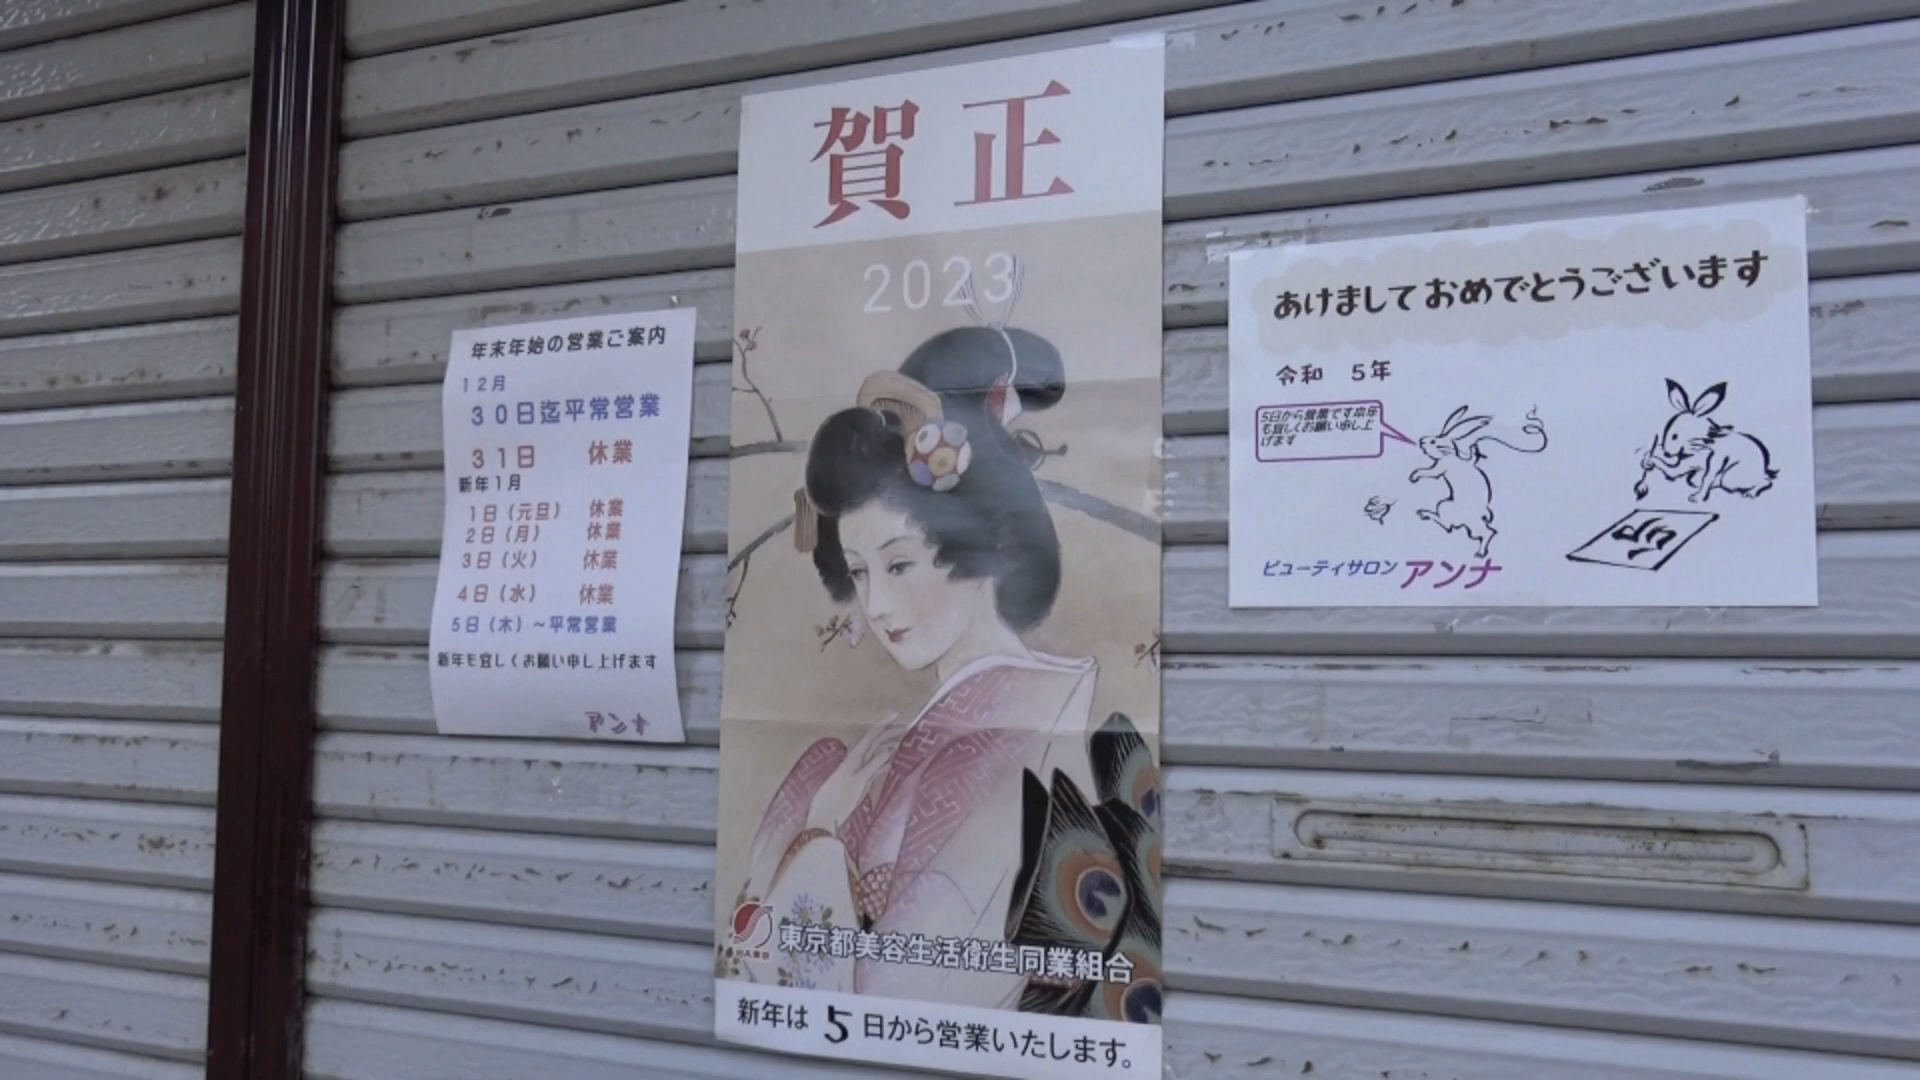 年末年始の営業ご案内
12月
30日迄平常営業
31日 休業
新年1月
1日(元旦) 休業
2日(月) 休業
3日(火) 休業
4日(水) 休業
5日(木)~平常営業
新年も宜しくお願い申し上げます
賀正
2023
東京都美容生活衛生同業組合
新年は 5 日から営業いたします。
あけましておめでとうございます
令和 5年
5日から営業です本年
も宜しくお願い申し上
げます
ビューティサロン アンナ